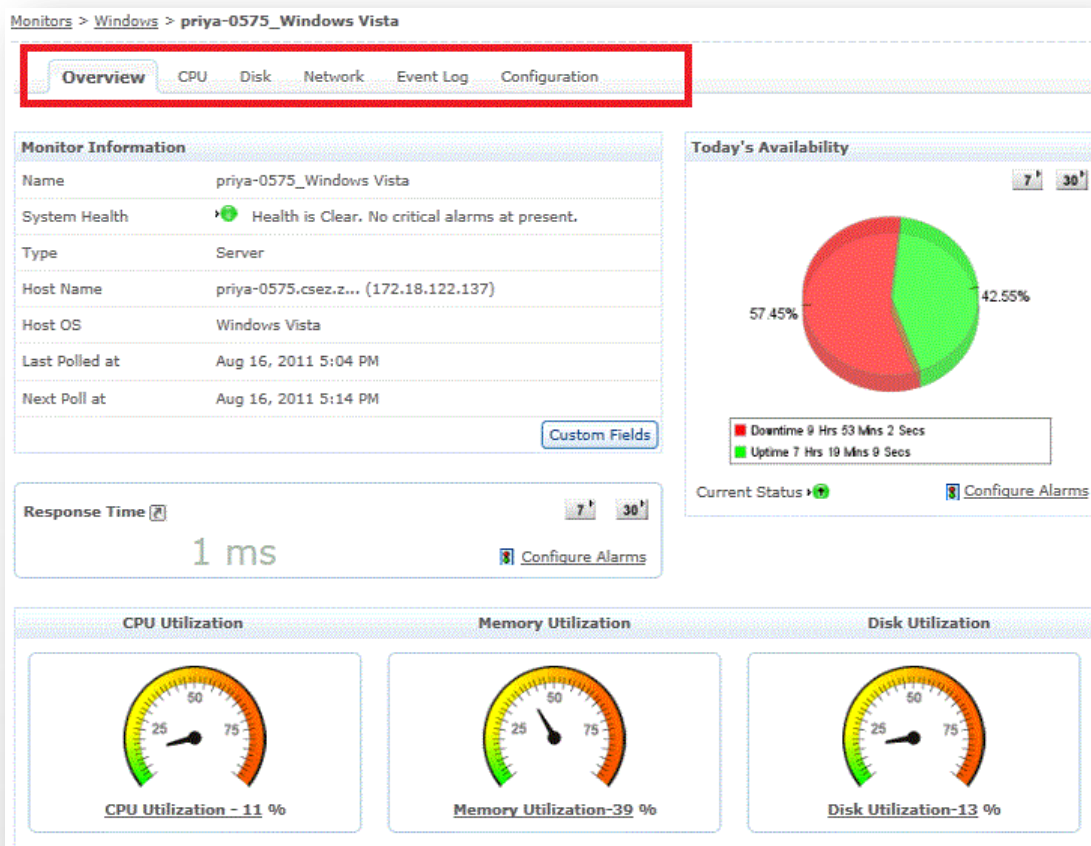 Monitors > Windows > priya-0575_Windows Vista
Overview CPU Disk Network Event Log Configuration
Monitor Information
Name priya-0575_Windows Vista
System Health Health is Clear. No critical alarms at present.
Type Server
Host Name priya-0575.csez.z... (172.18.122.137)
Host OS Windows Vista
Last Polled at Aug 16, 2011 5:04 PM
Next Poll at Aug 16, 2011 5:14 PM
Custom Fields
Today's Availability
7 30
57.45%
42.55%
Downtime 9 Hrs 53 Mins 2 Secs
Uptime 7 Hrs 19 Mins 9 Secs
Current Status Configure Alarms
Response Time 7 30
1 ms
Configure Alarms
CPU Utilization
25 50 75
CPU Utilization - 11 %
Memory Utilization
25 50 75
Memory Utilization-39 %
Disk Utilization
25 50 75
Disk Utilization-13 %